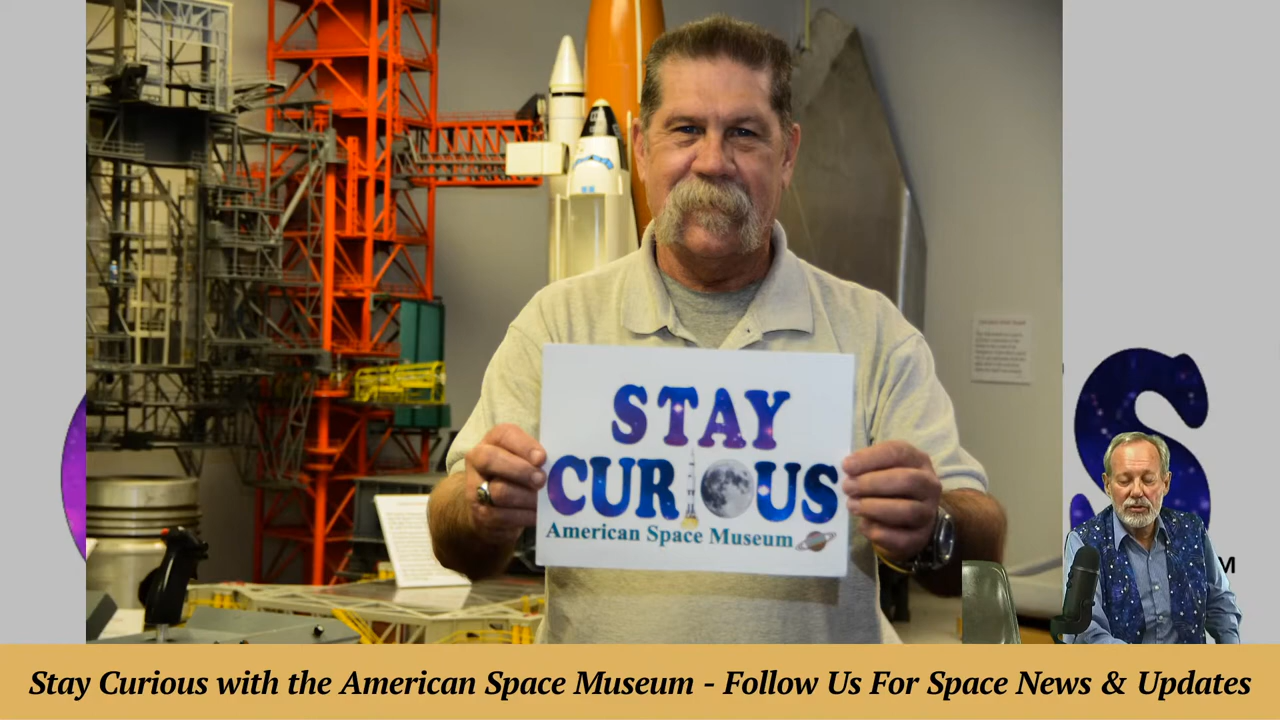 STAY
CURIOUS
American Space Museum
M
Stay Curious with the American Space Museum - Follow Us For Space News & Updates